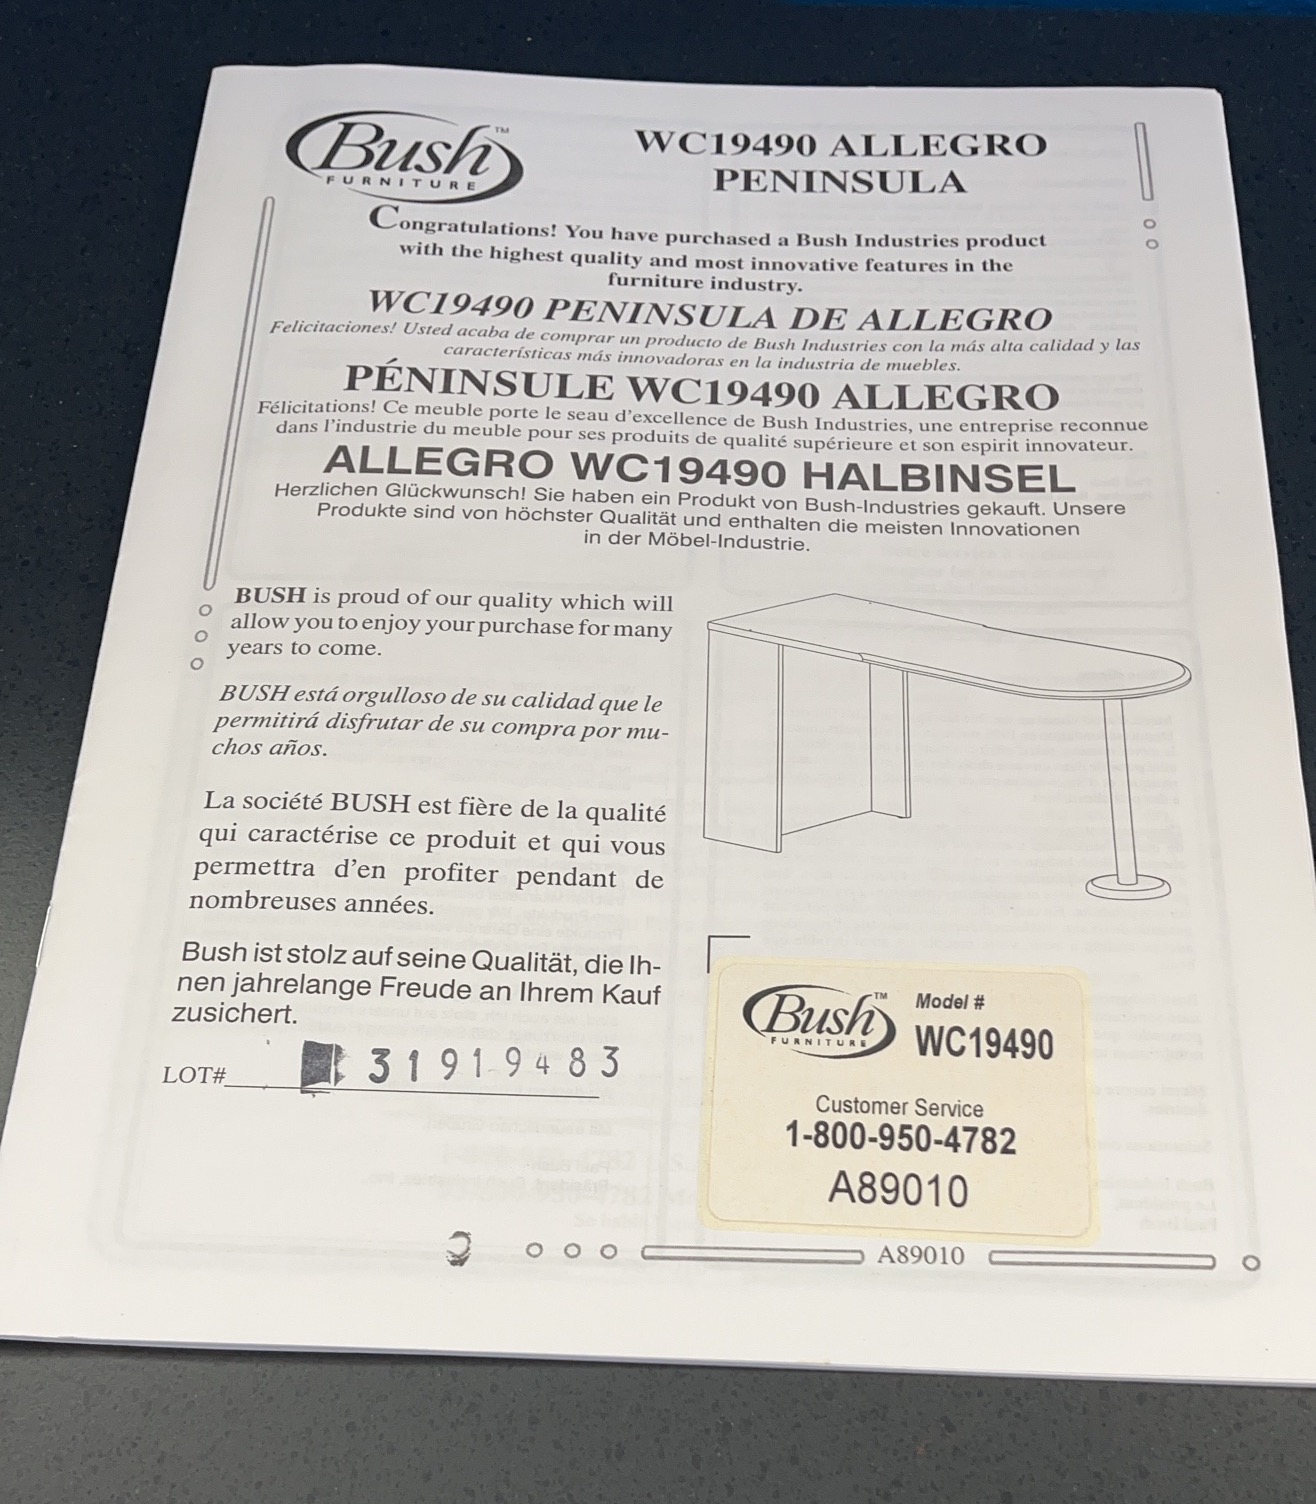 Bush™
FURNITURE
WC19490 ALLEGRO
PENINSULA
Congratulations! You have purchased a Bush Industries product
with the highest quality and most innovative features in the
furniture industry.
WC19490 PENINSULA DE ALLEGRO
Felicitaciones! Usted acaba de comprar un producto de Bush Industries con la más alta calidad y las
características más innovadoras en la industria de muebles.
PÉNINSULE WC19490 ALLEGRO
Félicitations! Ce meuble porte le seau d'excellence de Bush Industries, une entreprise reconnue
dans l'industrie du meuble pour ses produits de qualité supérieure et son espirit innovateur.
ALLEGRO WC19490 HALBINSEL
Herzlichen Glückwunsch! Sie haben ein Produkt von Bush-Industries gekauft. Unsere
Produkte sind von höchster Qualität und enthalten die meisten Innovationen
in der Möbel-Industrie.
BUSH is proud of our quality which will
allow you to enjoy your purchase for many
years to come.
BUSH está orgulloso de su calidad que le
permitirá disfrutar de su compra por mu-
chos años.
La société BUSH est fière de la qualité
qui caractérise ce produit et qui vous
permettra d'en profiter pendant de
nombreuses années.
Bush ist stolz auf seine Qualität, die Ih-
nen jahrelange Freude an Ihrem Kauf
zusichert.
LOT# 31919483
Bush™
FURNITURE
Model #
WC19490
Customer Service
1-800-950-4782
A89010
A89010